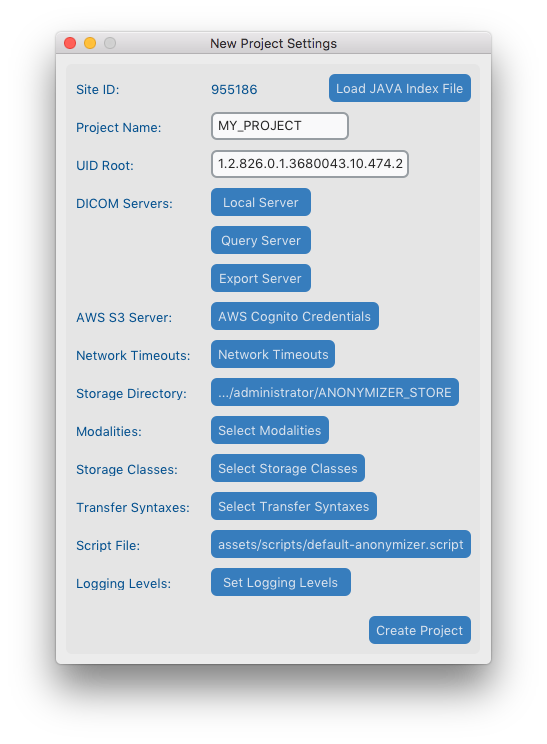 New Project Settings
Site ID: 955186 Load JAVA Index File
Project Name: MY_PROJECT
UID Root: 1.2.826.0.1.3680043.10.474.2
DICOM Servers: Local Server
Query Server
Export Server
AWS S3 Server: AWS Cognito Credentials
Network Timeouts: Network Timeouts
Storage Directory: .../administrator/ANONYMIZER_STORE
Modalities: Select Modalities
Storage Classes: Select Storage Classes
Transfer Syntaxes: Select Transfer Syntaxes
Script File: assets/scripts/default-anonymizer.script
Logging Levels: Set Logging Levels
Create Project